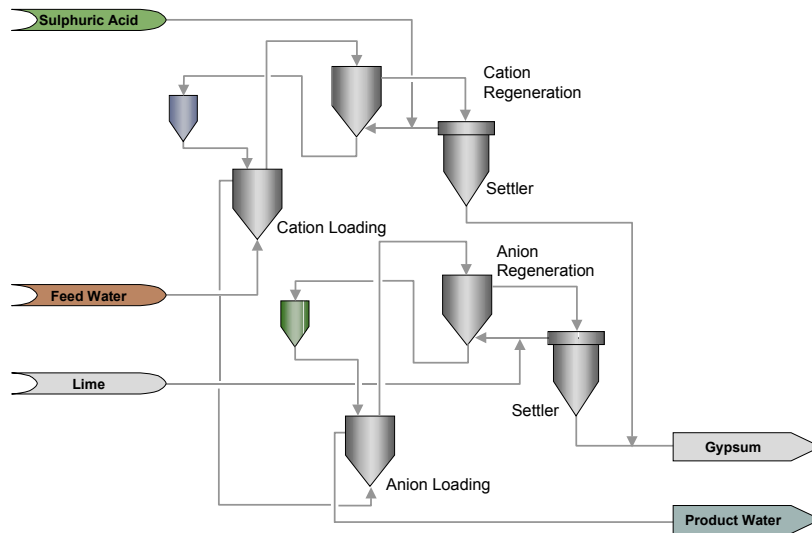 Sulphuric Acid
Cation
Regeneration
Settler
Cation Loading
Anion
Regeneration
Feed Water
Lime
Settler
Gypsum
Anion Loading
Product Water